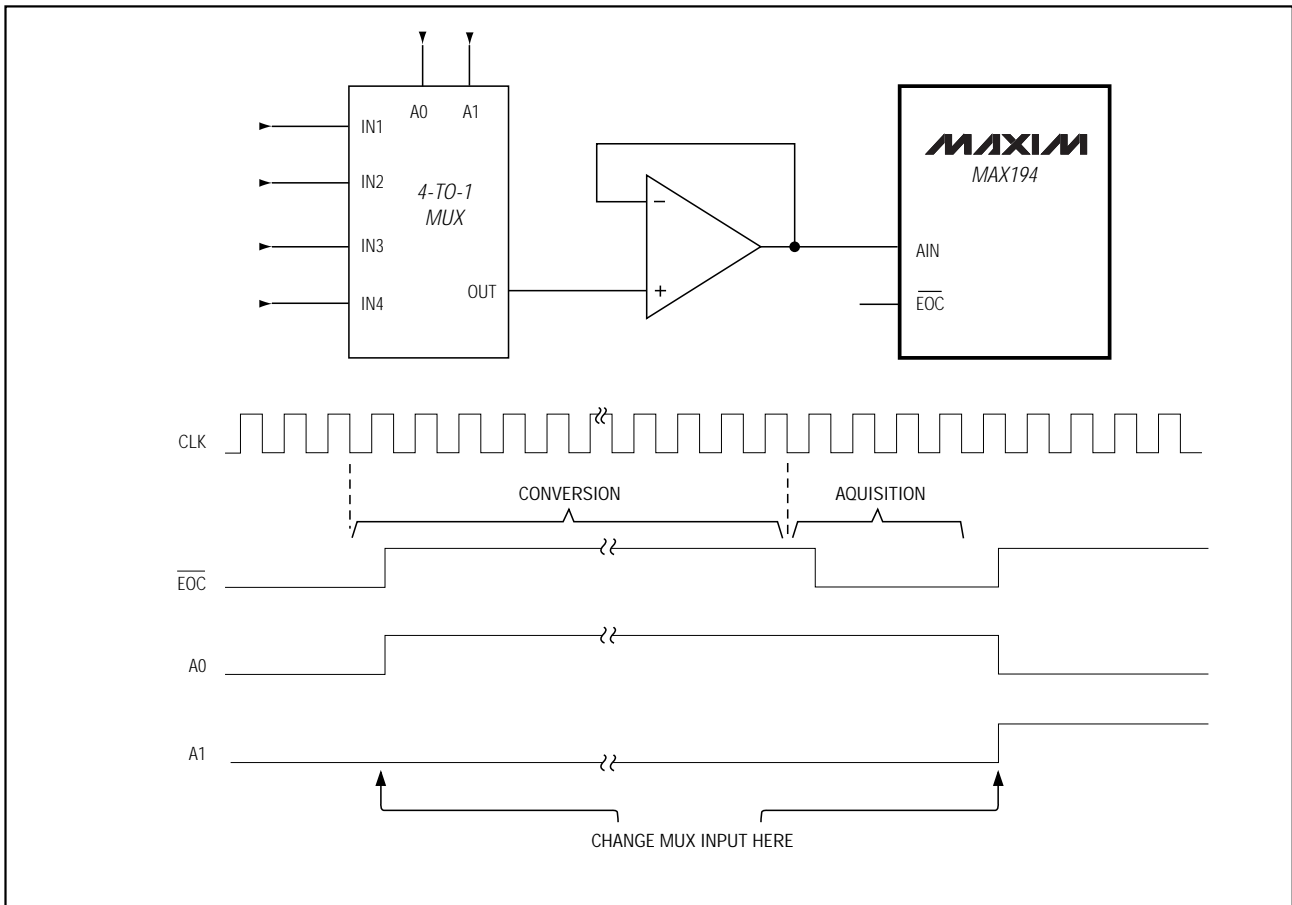 A0 A1
IN1
IN2
IN3
IN4
4-TO-1
MUX
OUT
−
+
MAXIM
MAX194
AIN
EOC
CLK
CONVERSION
AQUISITION
EOC
A0
A1
CHANGE MUX INPUT HERE